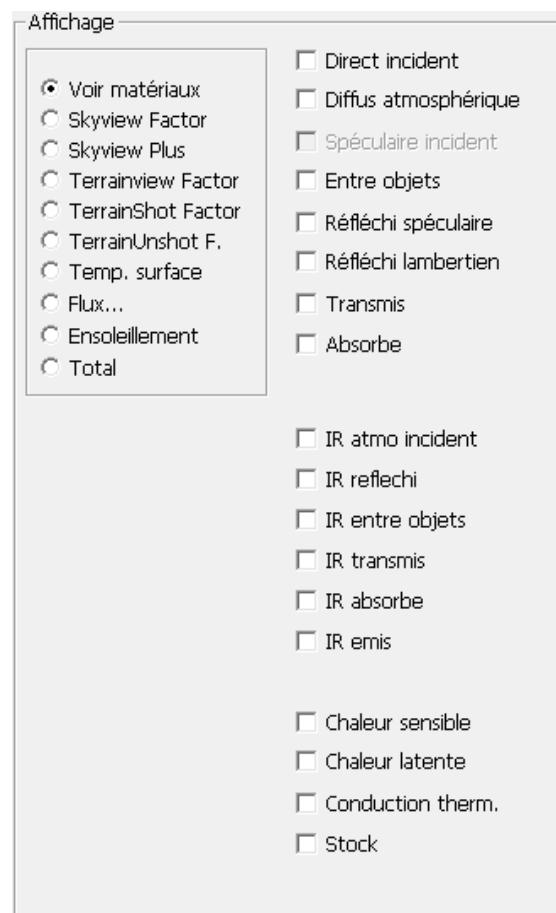 Affichage
Voir matériaux
Skyview Factor
Skyview Plus
Terrainview Factor
TerrainShot Factor
TerrainUnshot F.
Temp. surface
Flux...
Ensoleillement
Total
Direct incident
Diffus atmosphérique
Spéculaire incident
Entre objets
Réfléchi spéculaire
Réfléchi lambertien
Transmis
Absorbe
IR atmo incident
IR reflechi
IR entre objets
IR transmis
IR absorbe
IR emis
Chaleur sensible
Chaleur latente
Conduction therm.
Stock